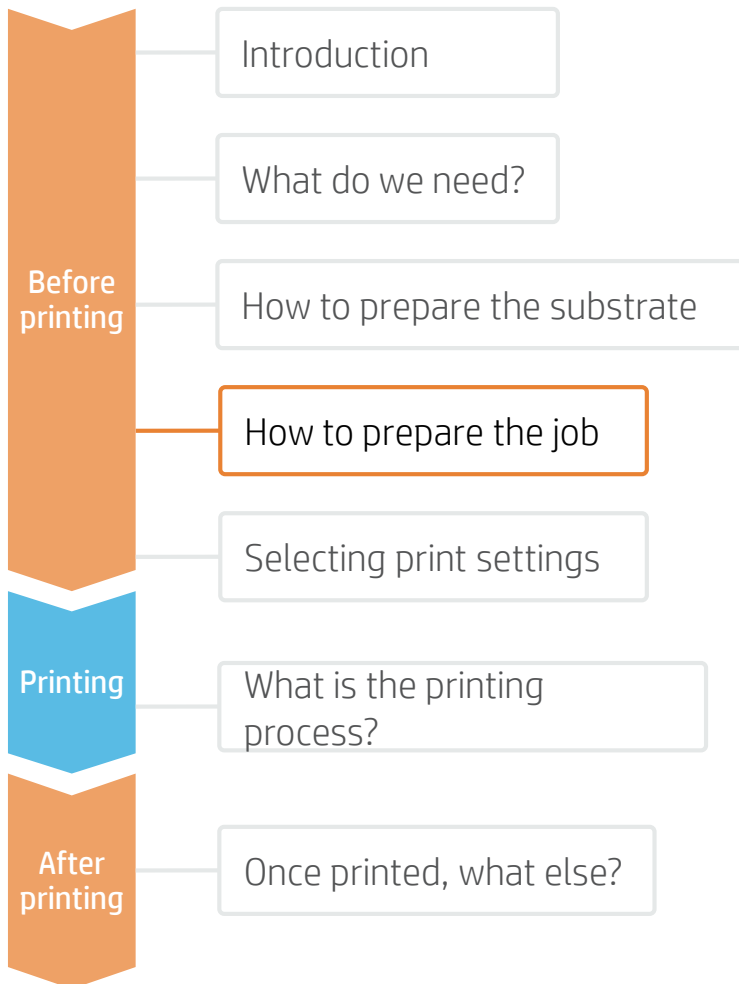 Introduction
What do we need?
Before
printing
How to prepare the substrate
How to prepare the job
Selecting print settings
Printing
What is the printing
process?
After
printing
Once printed, what else?